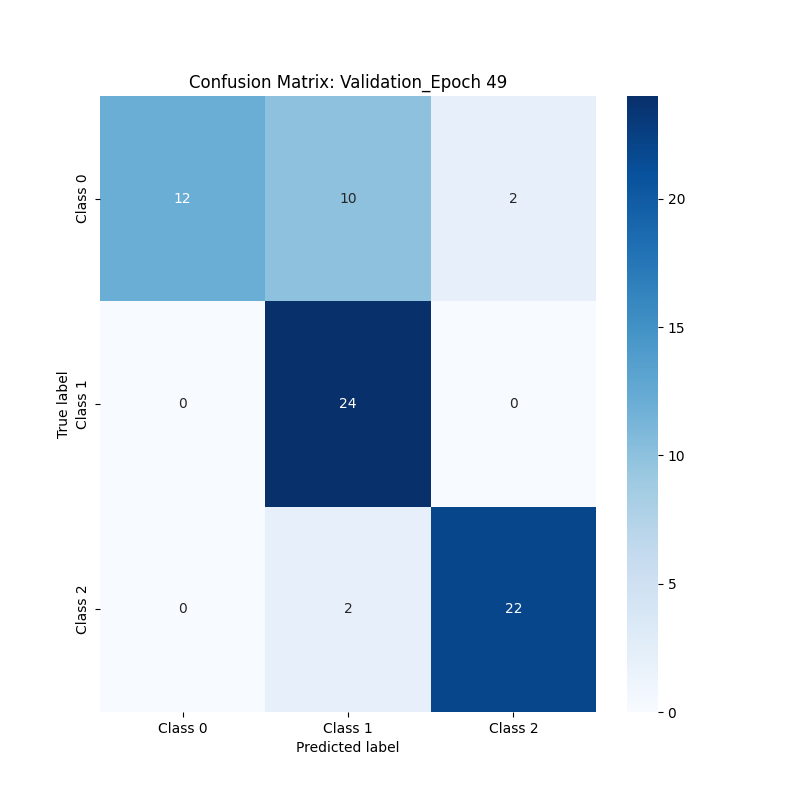 Confusion Matrix: Validation_Epoch 49
True label
Class 0
12 10 2
Class 1
0 24 0
Class 2
0 2 22
Class 0 Class 1 Class 2
Predicted label
20
15
10
5
0